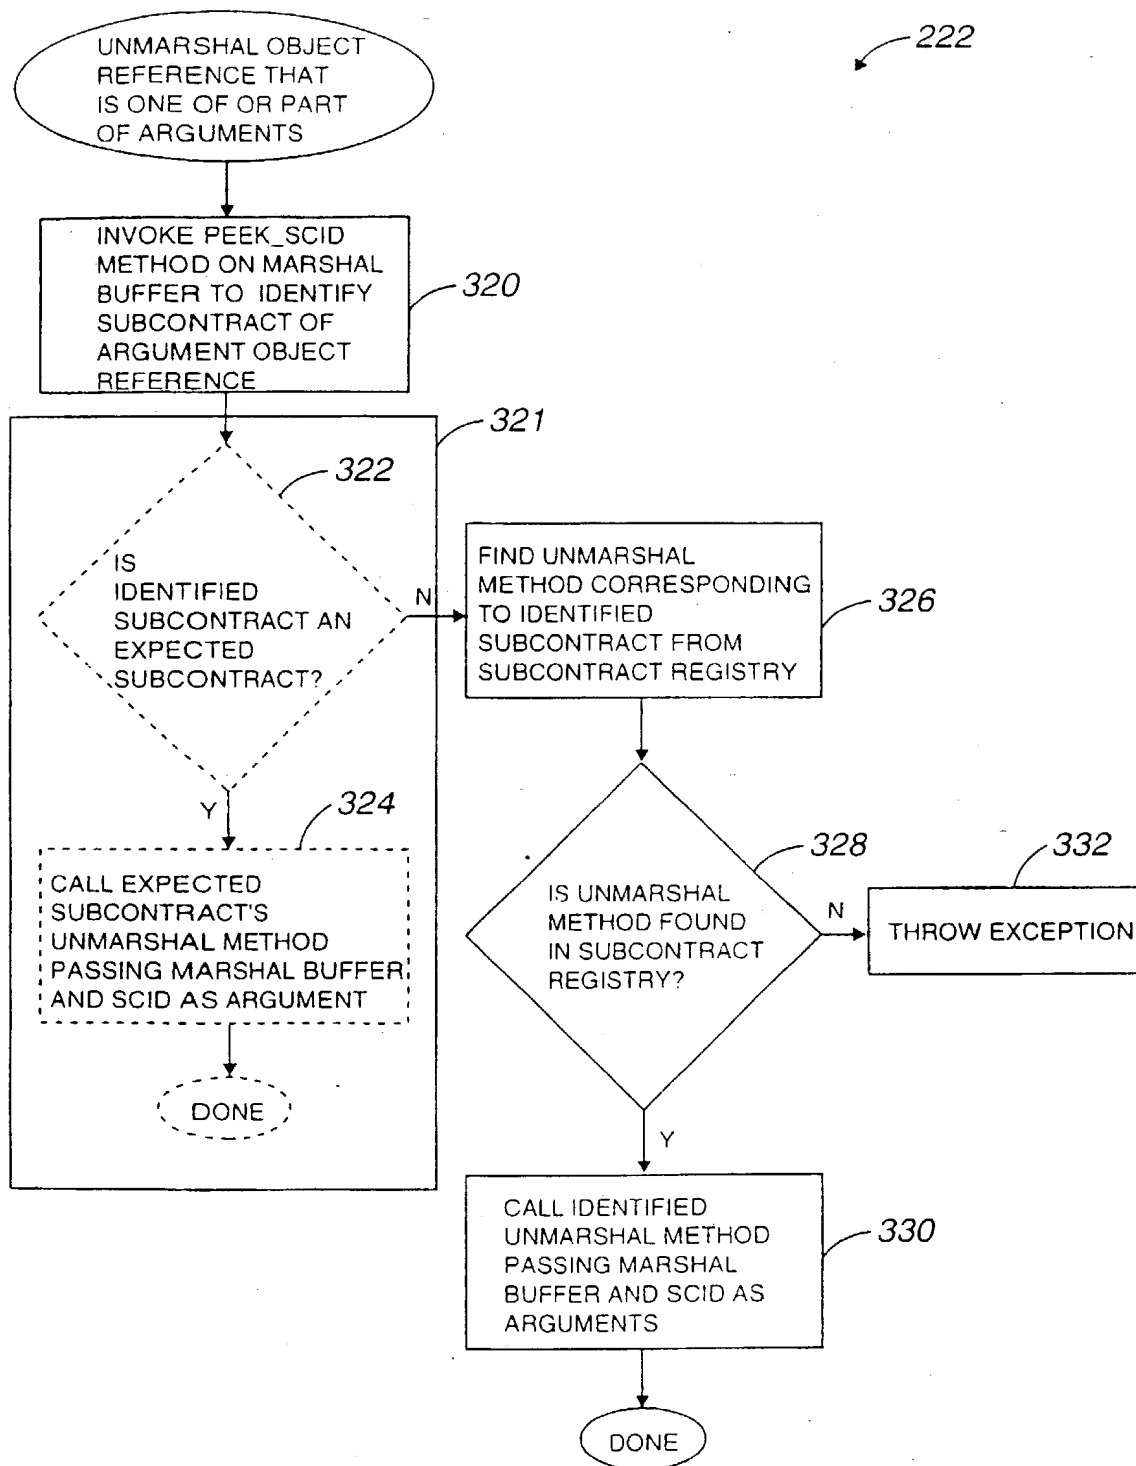 UNMARSHAL OBJECT
REFERENCE THAT
IS ONE OF OR PART
OF ARGUMENTS
222
INVOKE PEEK_SCID
METHOD ON MARSHAL
BUFFER TO IDENTIFY
SUBCONTRACT OF
ARGUMENT OBJECT
REFERENCE
320
321
322
IS
IDENTIFIED
SUBCONTRACT AN
EXPECTED
SUBCONTRACT?
N
FIND UNMARSHAL
METHOD CORRESPONDING
TO IDENTIFIED
SUBCONTRACT FROM
SUBCONTRACT REGISTRY
326
Y
324
CALL EXPECTED
SUBCONTRACT'S
UNMARSHAL METHOD
PASSING MARSHAL BUFFER
AND SCID AS ARGUMENT
DONE
328
IS UNMARSHAL
METHOD FOUND
IN SUBCONTRACT
REGISTRY?
N
332
THROW EXCEPTION
Y
CALL IDENTIFIED
UNMARSHAL METHOD
PASSING MARSHAL
BUFFER AND SCID AS
ARGUMENTS
330
DONE